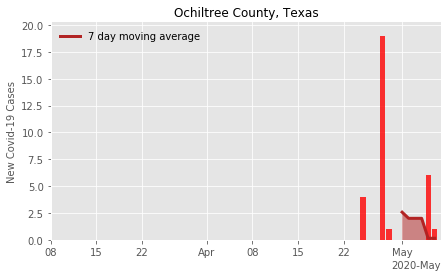 Ochiltree County, Texas
20.0
17.5
15.0
12.5
10.0
7.5
5.0
2.5
0.0
New Covid-19 Cases
7 day moving average
08 15 22 Apr 08 15 22 May
2020-May